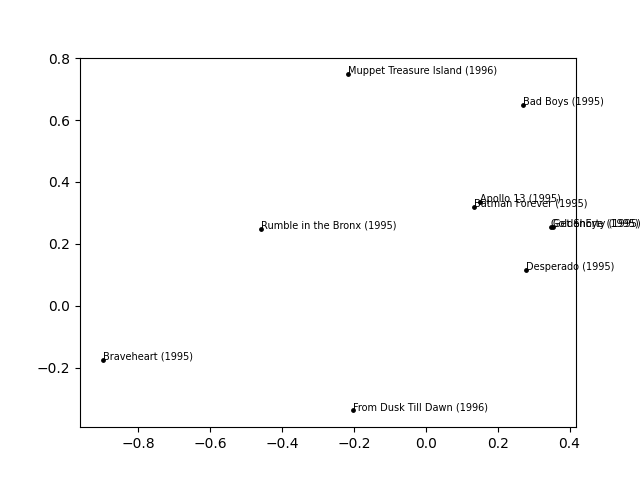 0.8
Muppet Treasure Island (1996)
Bad Boys (1995)
0.6
0.4
Apollo 13 (1995)
Batman Forever (1995)
Rumble in the Bronx (1995)
0.2
Desperado (1995)
0.0
Braveheart (1995)
−0.2
From Dusk Till Dawn (1996)
−0.8 −0.6 −0.4 −0.2 0.0 0.2 0.4